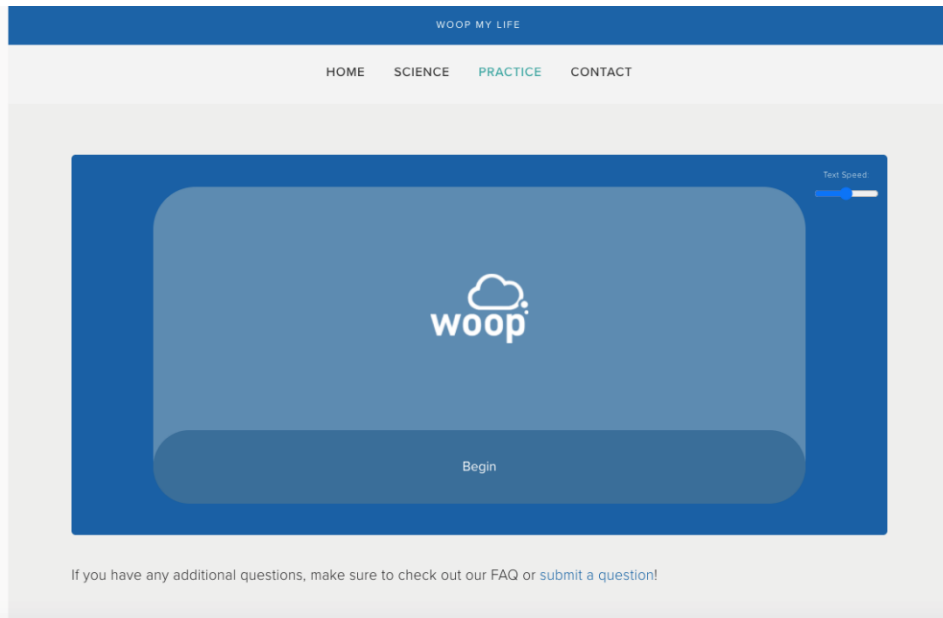 WOOP MY LIFE
HOME SCIENCE PRACTICE CONTACT
Text Speed:
woop
Begin
If you have any additional questions, make sure to check out our FAQ or submit a question!